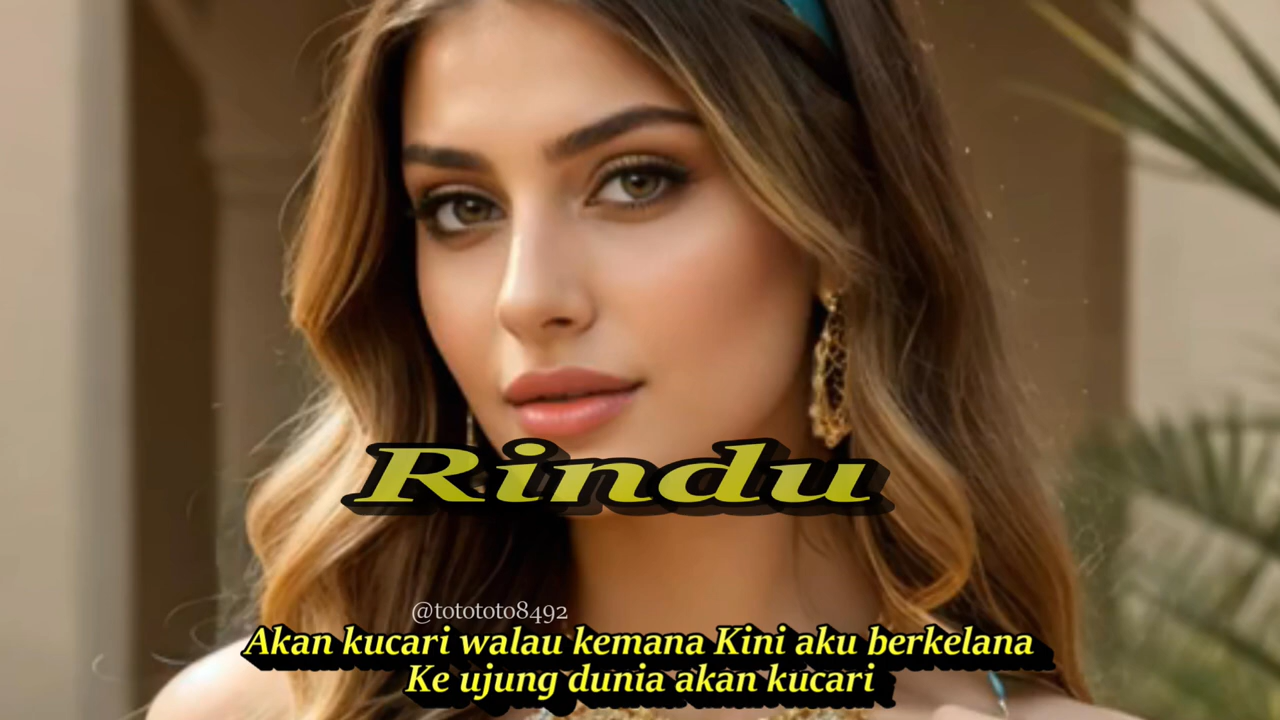 Rindu
@totototo8492
Akan kucari walau kemana Kini aku berkelana
Ke ujung dunia akan kucari